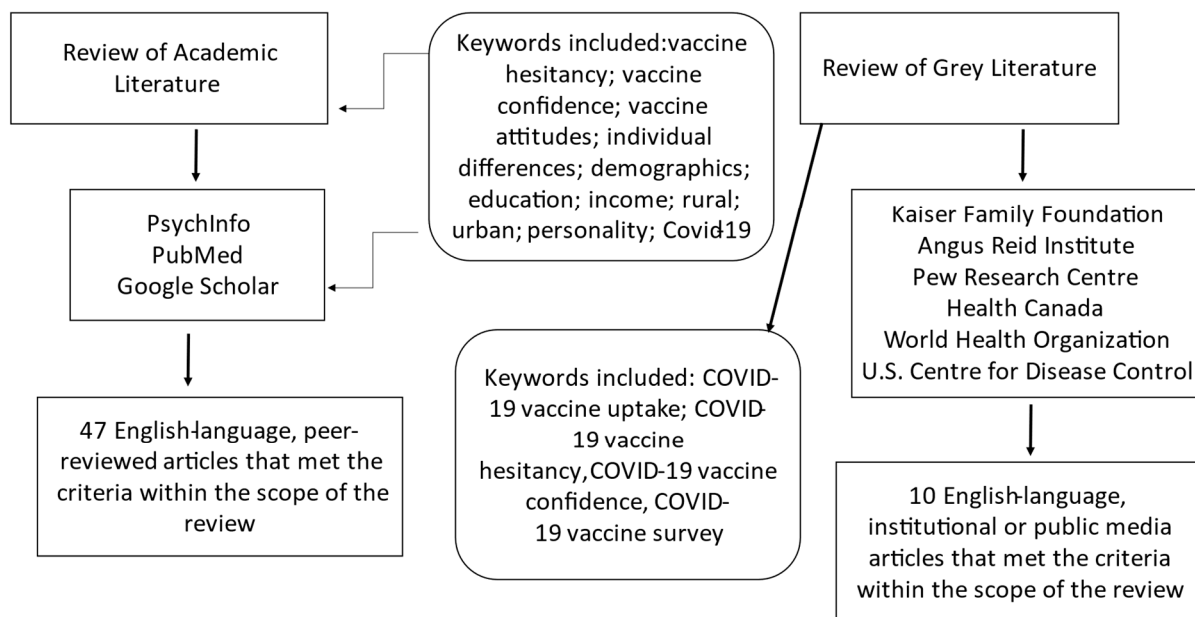 Review of Academic
Literature
PsychInfo
PubMed
Google Scholar
47 English-language, peer-
reviewed articles that met the
criteria within the scope of the
review
Keywords included:vaccine
hesitancy; vaccine
confidence; vaccine
attitudes; individual
differences; demographics;
education; income; rural;
urban; personality; Covid-19
Keywords included: COVID-
19 vaccine uptake; COVID-
19 vaccine
hesitancy,COVID-19 vaccine
confidence, COVID-
19 vaccine survey
Review of Grey Literature
Kaiser Family Foundation
Angus Reid Institute
Pew Research Centre
Health Canada
World Health Organization
U.S. Centre for Disease Control
10 English-language,
institutional or public media
articles that met the criteria
within the scope of the review